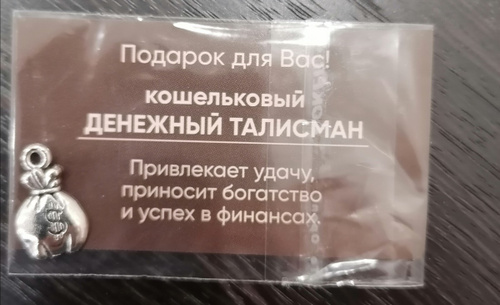 Подарок для Вас!
кошельковый
ДЕНЕЖНЫЙ ТАЛИСМАН
Привлекает удачу,
приносит богатство
и успех в финансах.
$